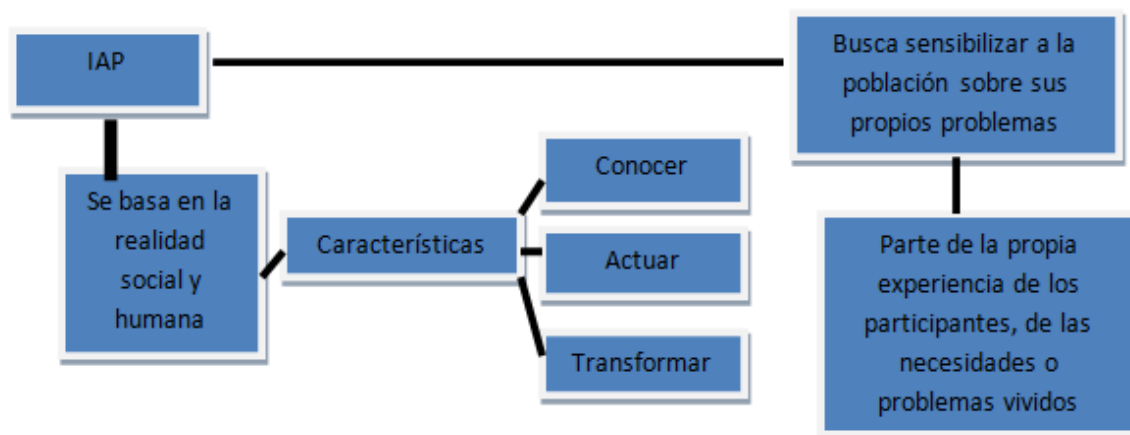 IAP
Busca sensibilizar a la
población sobre sus
propios problemas
Se basa en la
realidad
social y
humana
Carácterísticas
Conocer
Actuar
Transformar
Parte de la propia
experiencia de los
participantes, de las
necesidades o
problemas vividos